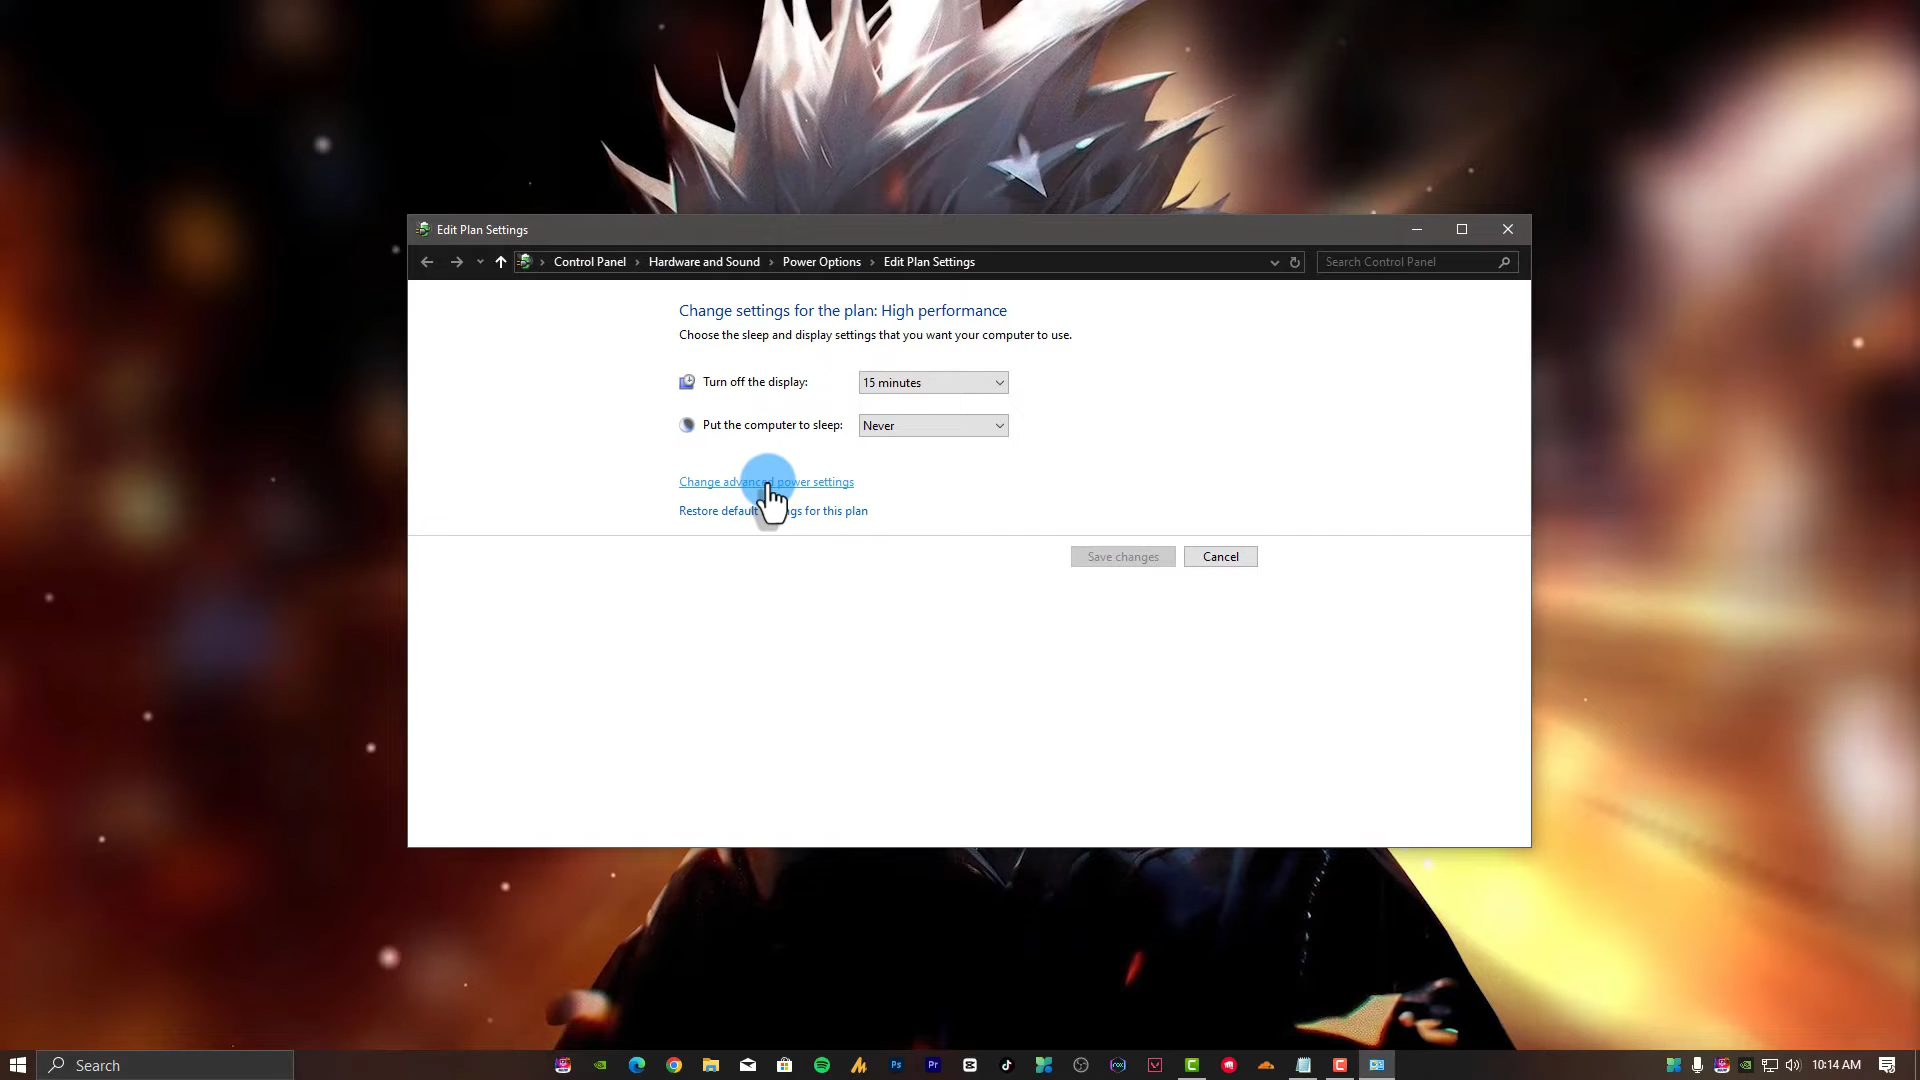 Edit Plan Settings
Control Panel › Hardware and Sound › Power Options › Edit Plan Settings
Search Control Panel
Change settings for the plan: High performance
Choose the sleep and display settings that you want your computer to use.
Turn off the display: 15 minutes
Put the computer to sleep: Never
Change advanced power settings
Restore default gs for this plan
Save changes Cancel
Search
Ps
Pr
10:14 AM